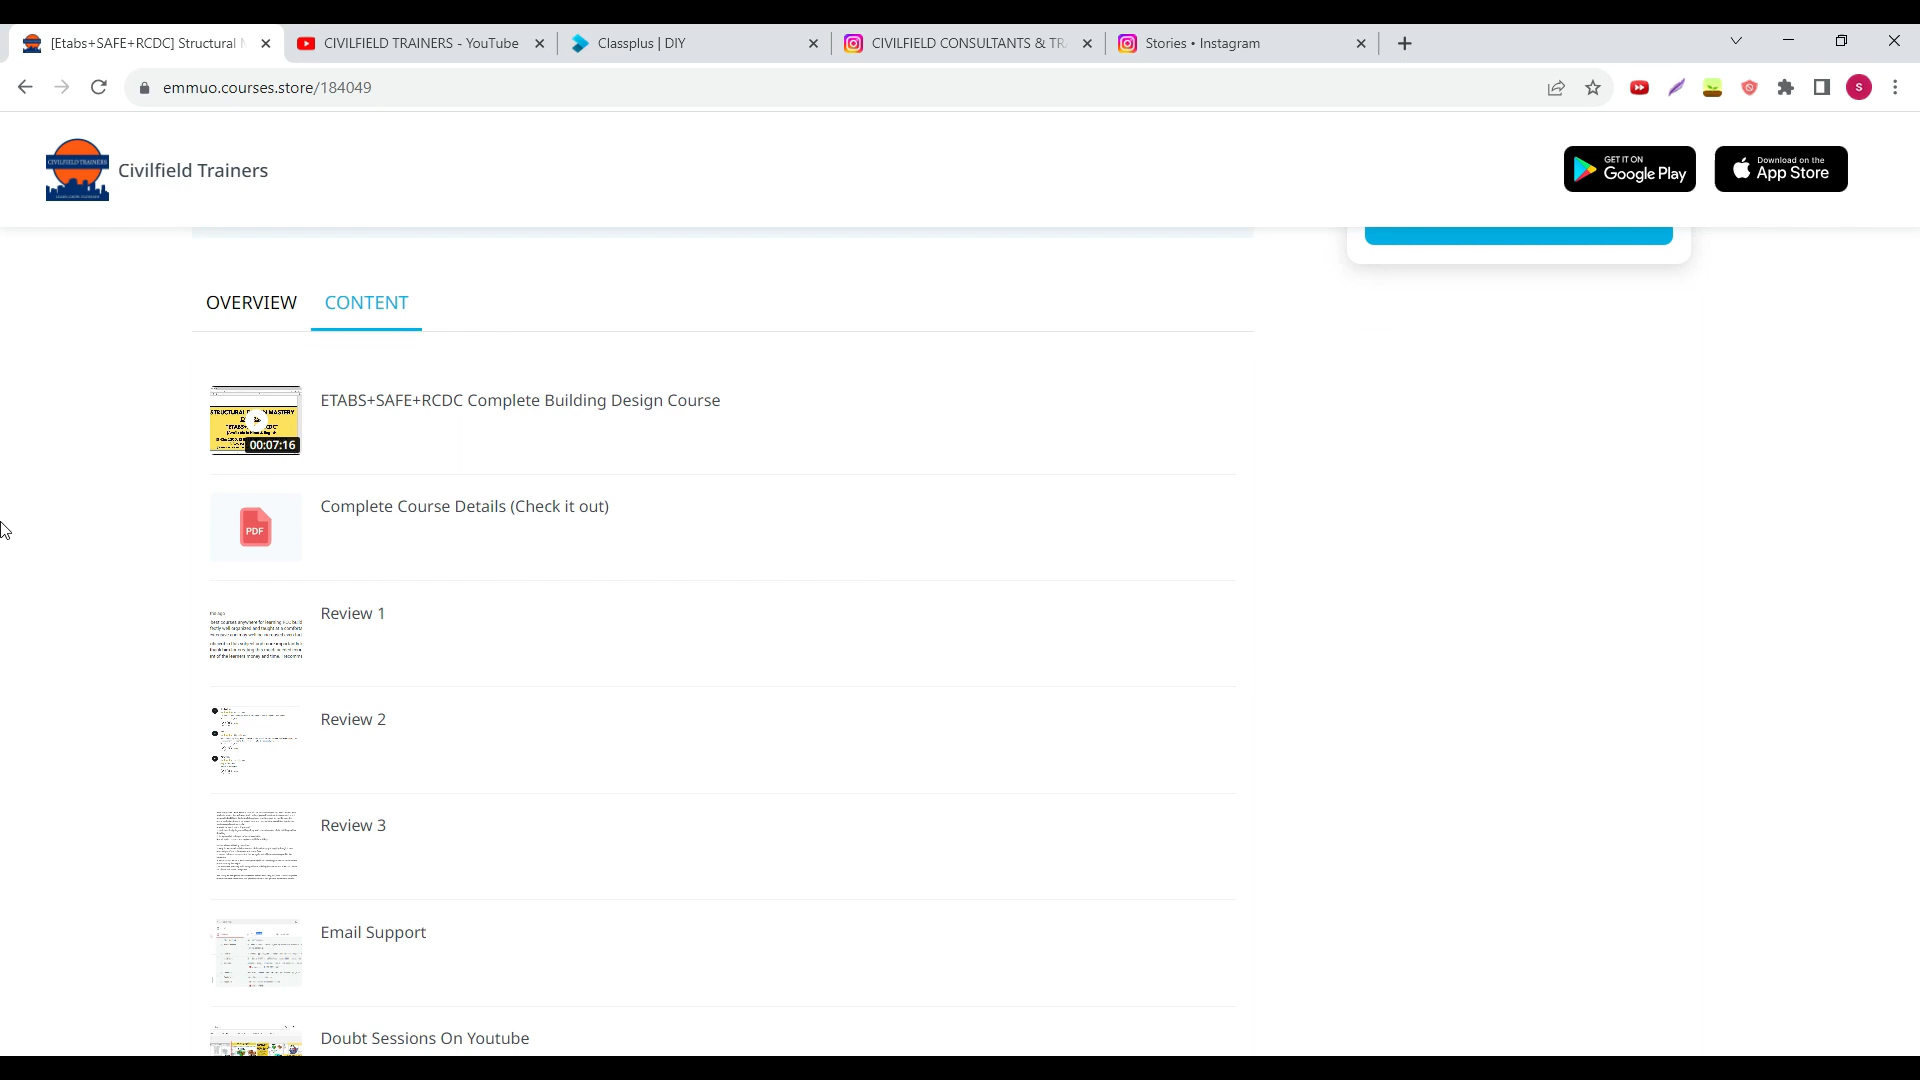 [Etabs+SAFE+RCDC] Structural
CIVILFIELD TRAINERS - YouTube
Classplus | DIY
CIVILFIELD CONSULTANTS & TR
Stories • Instagram
emmuo.courses.store/184049
S
CIVILFIELD TRAINERS
Civilfield Trainers
GET IT ON
Google Play
Download on the
App Store
OVERVIEW
CONTENT
00:07:16
ETABS+SAFE+RCDC Complete Building Design Course
PDF
Complete Course Details (Check it out)
Review 1
Review 2
Review 3
Email Support
Doubt Sessions On Youtube